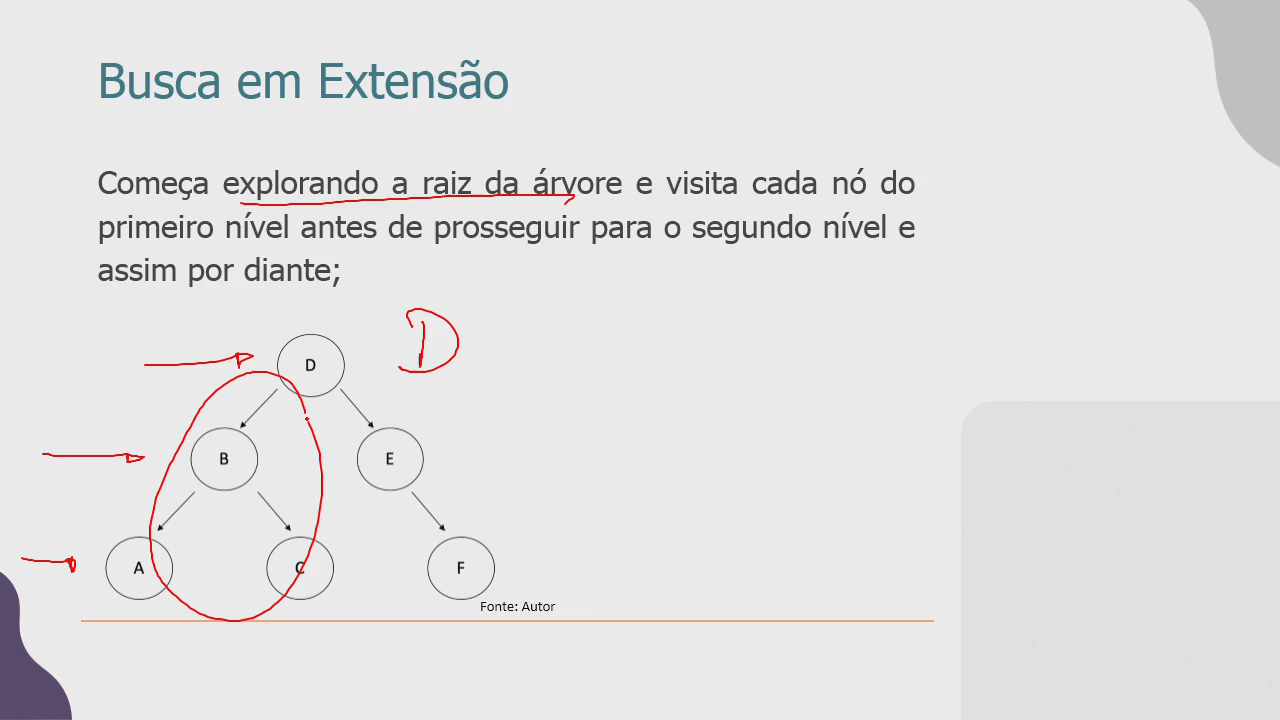 Busca em Extensão
Começa explorando a raiz da árvore e visita cada nó do
primeiro nível antes de prosseguir para o segundo nível e
assim por diante;
D
D
B
E
A
C
F
Fonte: Autor